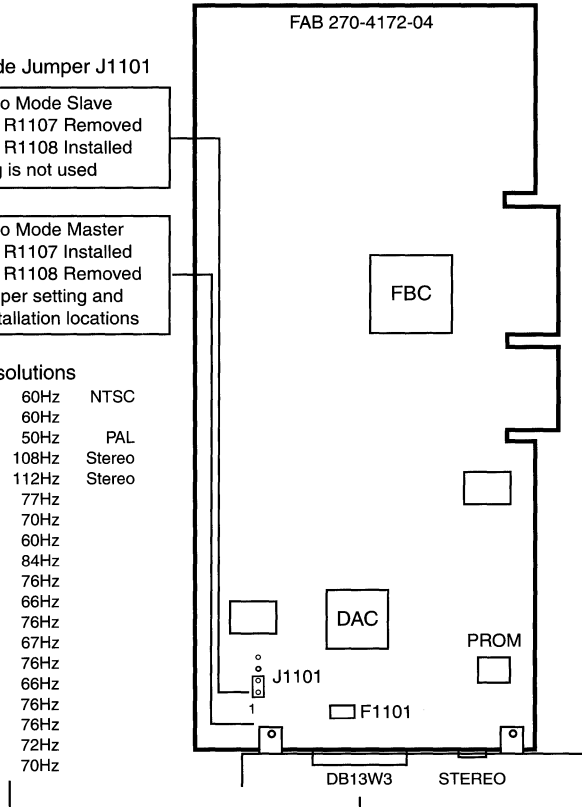 FAB 270-4172-04
de Jumper J1101
o Mode Slave
R1107 Removed
R1108 Installed
g is not used
o Mode Master
R1107 Installed
R1108 Removed
per setting and
tallation locations
FBC
solutions
60Hz NTSC
60Hz
50Hz PAL
108Hz Stereo
112Hz Stereo
77Hz
70Hz
60Hz
84Hz
76Hz
66Hz
76Hz
67Hz
76Hz
66Hz
76Hz
76Hz
72Hz
70Hz
DAC
PROM
J1101
1
F1101
DB13W3
STEREO